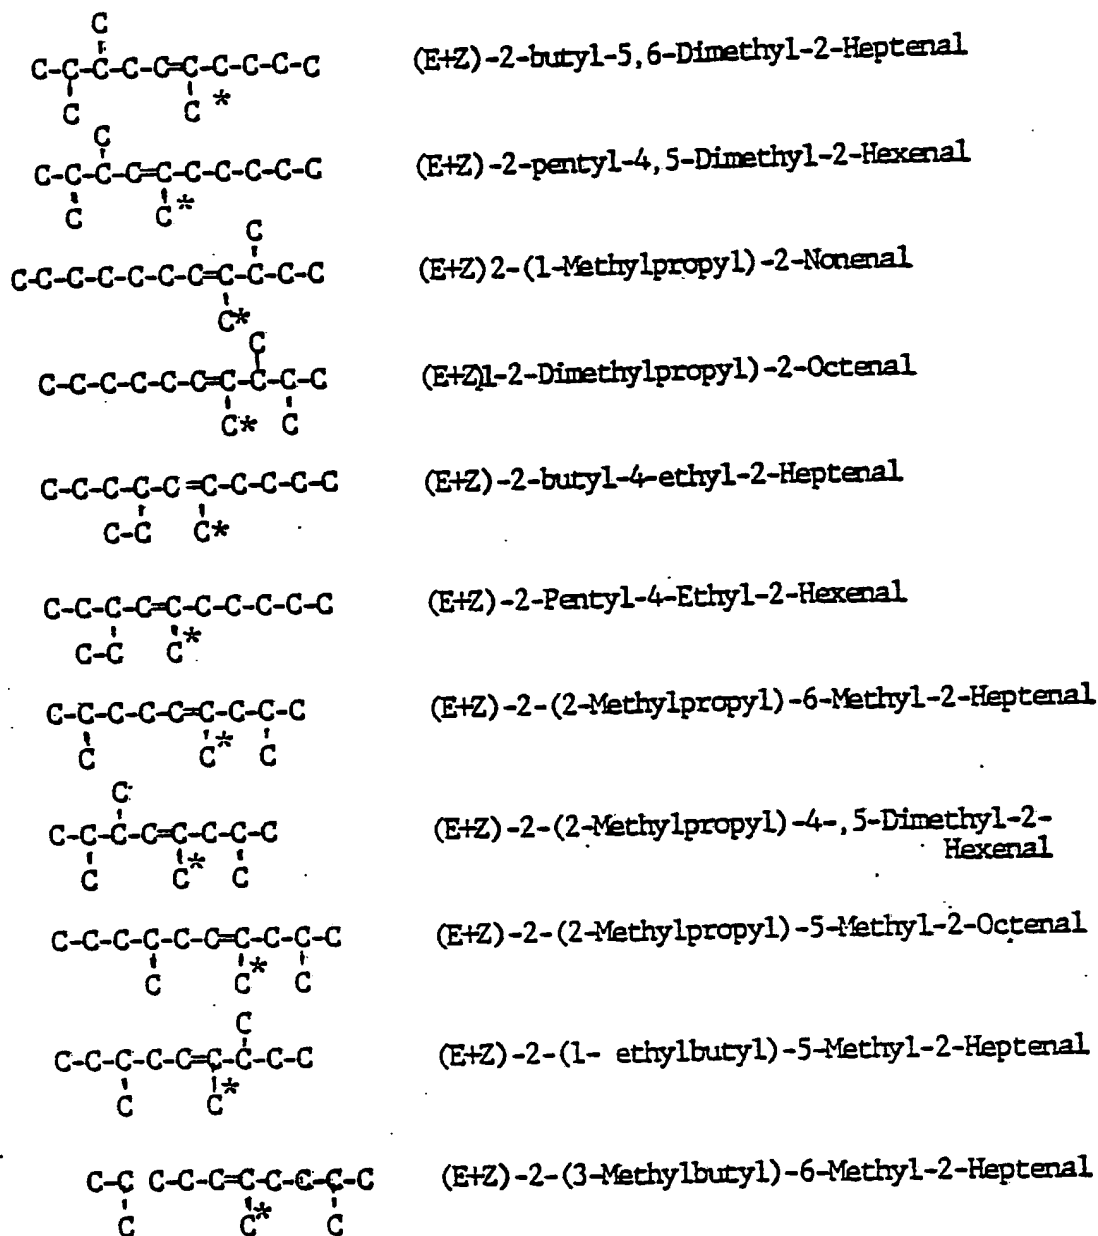 C
C-C-C-C-C=C-C-C-C-C (E+Z)-2-butyl-5,6-Dimethyl-2-Heptenal
C C *
C
C-C-C-C=C-C-C-C-C-C (E+Z)-2-pentyl-4,5-Dimethyl-2-Hexenal
C C*
C
C-C-C-C-C-C-C=C-C-C-C (E+Z)2-(1-Methylpropyl)-2-Nonenal
C*
C
C-C-C-C-C-C=C-C-C-C (E+Z)1-2-Dimethylpropyl)-2-Octenal
C* C
C-C-C-C-C=C-C-C-C-C (E+Z)-2-butyl-4-ethyl-2-Heptenal
C-C C*
C-C-C-C=C-C-C-C-C-C (E+Z)-2-Pentyl-4-Ethyl-2-Hexenal
C-C C*
C-C-C-C-C=C-C-C-C (E+Z)-2-(2-Methylpropyl)-6-Methyl-2-Heptenal
C C* C
C
C-C-C-C=C-C-C-C (E+Z)-2-(2-Methylpropyl)-4-,5-Dimethyl-2-
Hexenal
C C* C
C-C-C-C-C-C=C-C-C-C (E+Z)-2-(2-Methylpropyl)-5-Methyl-2-Octenal
C C* C
C
C-C-C-C-C=C-C-C-C (E+Z)-2-(1- ethylbutyl)-5-Methyl-2-Heptenal
C C*
C-C C-C-C=C-C-C-C-C (E+Z)-2-(3-Methylbutyl)-6-Methyl-2-Heptenal
C C* C